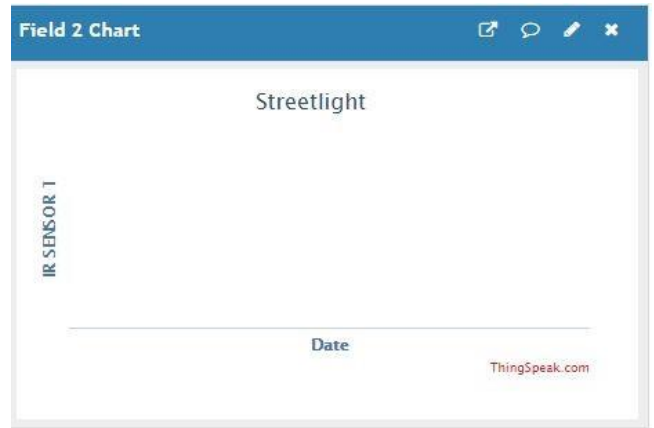 Field 2 Chart
Streetlight
IR SENSOR 1
Date
ThingSpeak.com